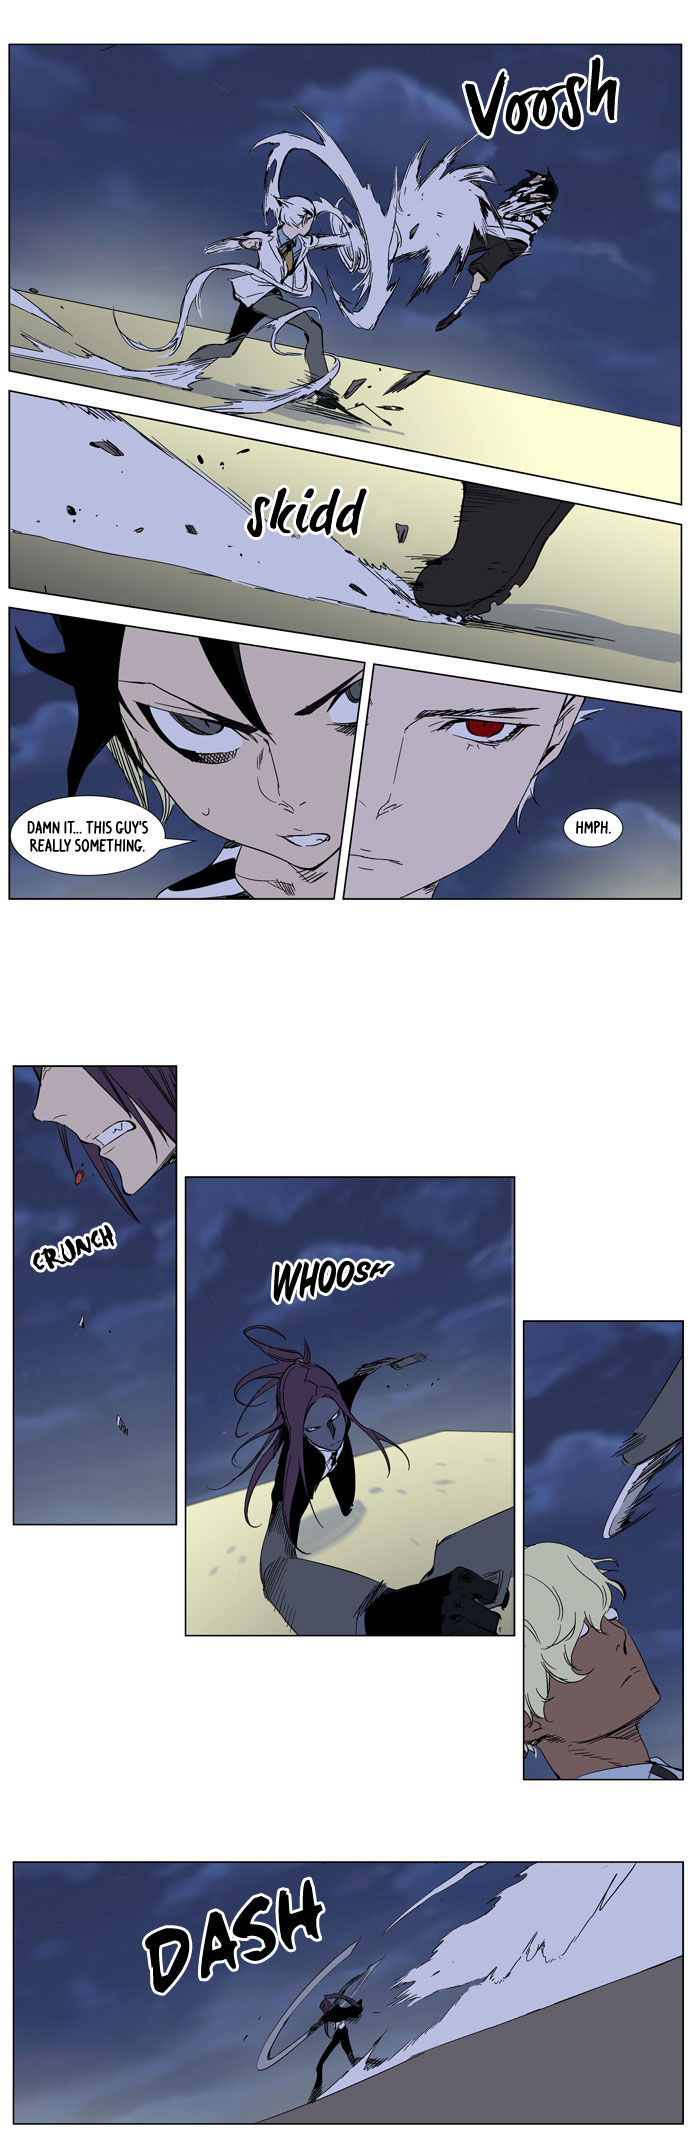 Voosh
skidd
DAMN IT... THIS GUY'S
REALLY SOMETHING.
HMPH.
CRUNCH
WHOOSH
DASH